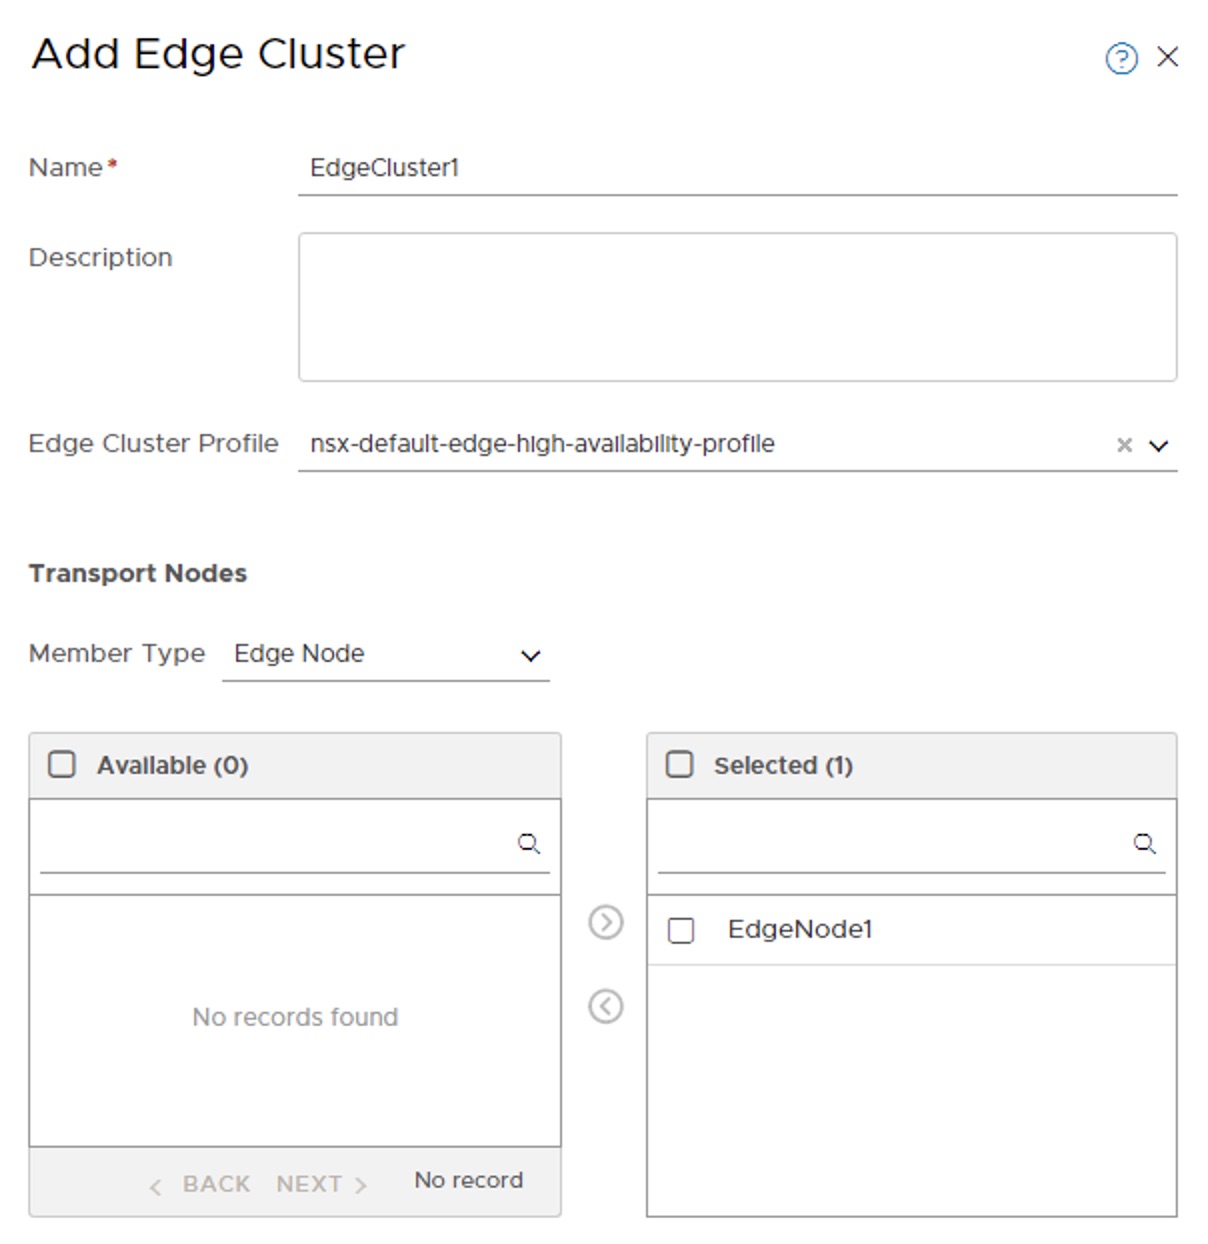 Add Edge Cluster
Name*
EdgeCluster1
Description
Edge Cluster Profile
nsx-default-edge-high-availability-profile
Transport Nodes
Member Type
Edge Node
Available (0)
No records found
BACK NEXT No record
Selected (1)
EdgeNode1